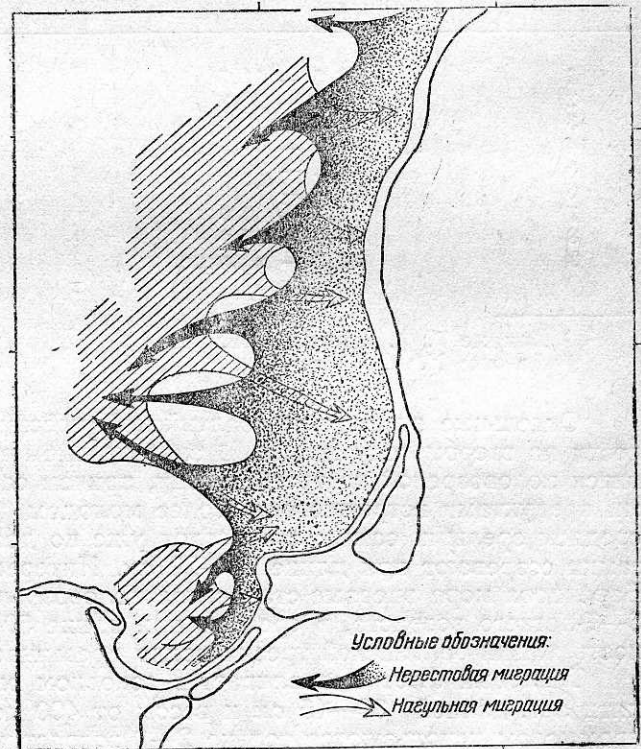 Условные обозначения:
Нерестовая миграция
Нагульная миграция